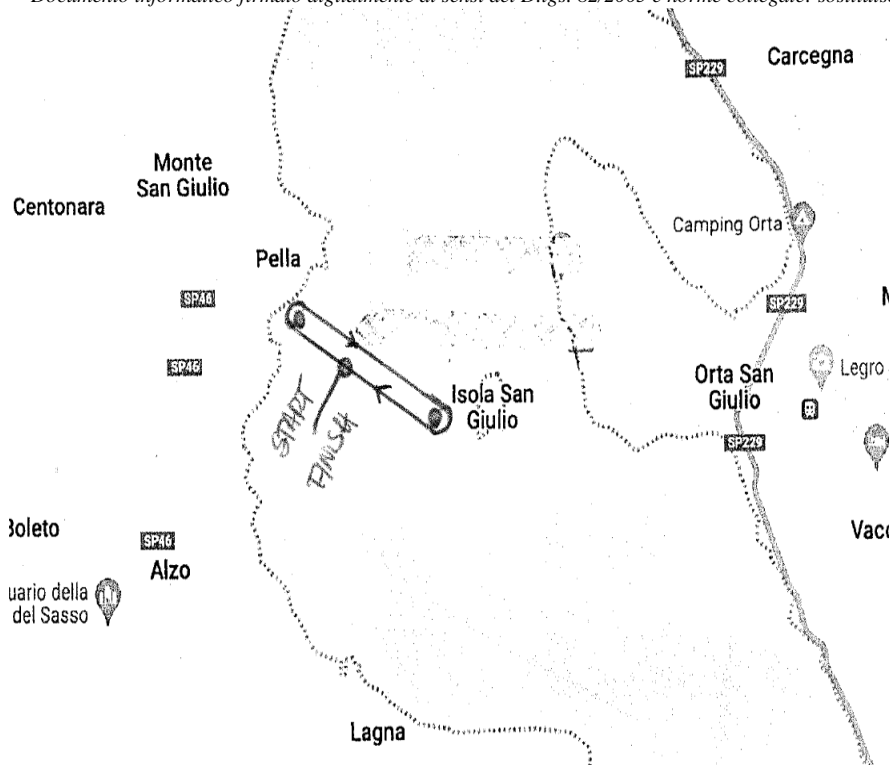 Documento informatico firmato digitalmente ai sensi del D.lgs. 82/2005 e norme collegate:
Carcegna
SP229
Monte
San Giulio
Centonara
Camping Orta
Pella
SP46
SP229
SP46
Orta San
Giulio
Legro
Isola San
Giulio
START
FINISH
SP229
Boleto
SP46
Vacc
Alzo
uario della
del Sasso
Lagna